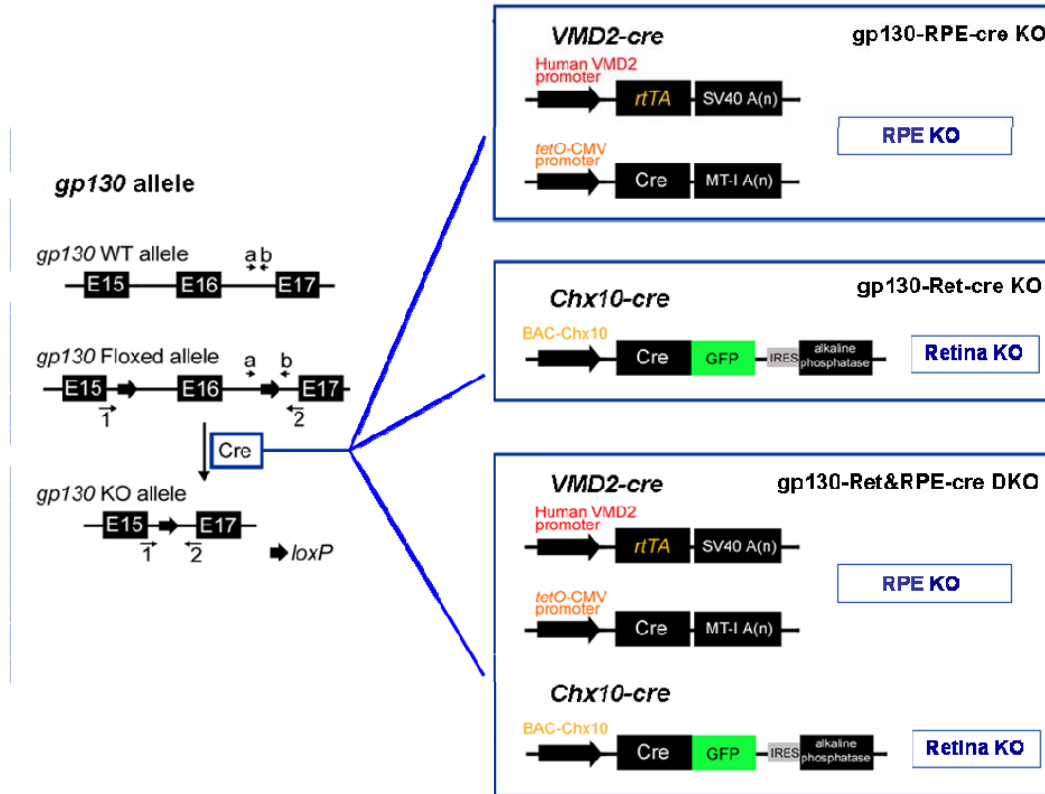 gp130 allele
gp130 WT allele
a b
E15 E16 E17
gp130 Floxed allele
a b
E15 E16 E17
1 2
Cre
gp130 KO allele
E15 E17
1 2
loxP
VMD2-cre
gp130-RPE-cre KO
Human VMD2
promoter
rtTA SV40 A(n)
RPE KO
tetO-CMV
promoter
Cre MT-I A(n)
Chx10-cre
gp130-Ret-cre KO
BAC-Chx10
Cre GFP IRES alkaline
phosphatase
Retina KO
VMD2-cre
gp130-Ret&RPE-cre DKO
Human VMD2
promoter
rtTA SV40 A(n)
RPE KO
tetO-CMV
promoter
Cre MT-I A(n)
Chx10-cre
BAC-Chx10
Cre GFP IRES alkaline
phosphatase
Retina KO